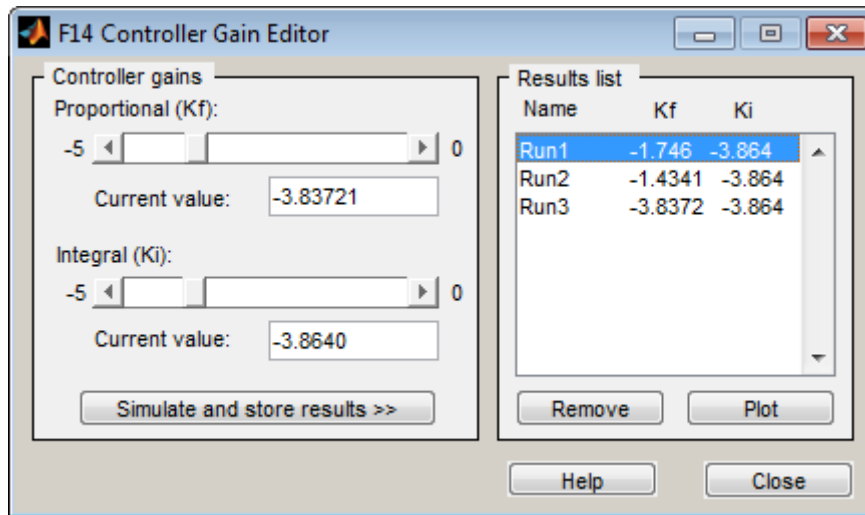 F14 Controller Gain Editor
Controller gains
Proportional (Kf):
-5 0
Current value: -3.83721
Integral (Ki):
-5 0
Current value: -3.8640
Simulate and store results >>
Results list
Name Kf Ki
Run1 -1.746 -3.864
Run2 -1.4341 -3.864
Run3 -3.8372 -3.864
Remove Plot
Help Close